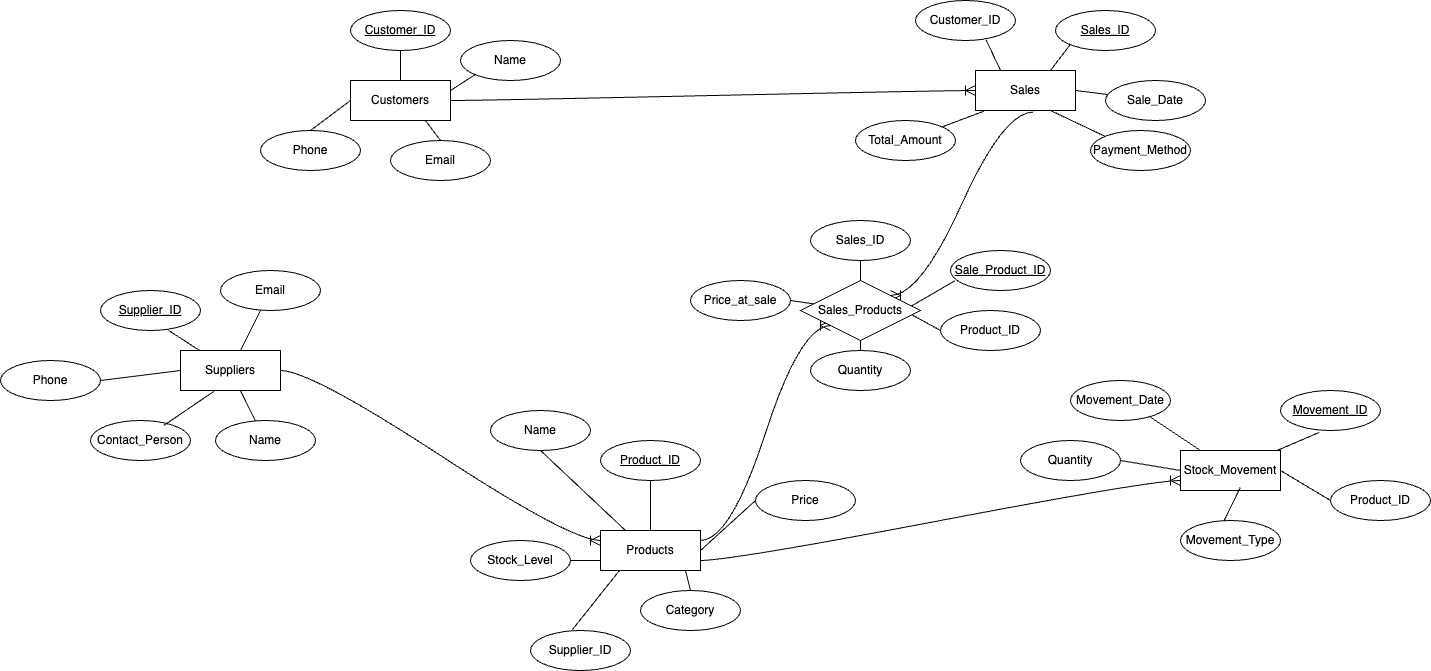 Customer_ID
Name
Customers
Phone
Email
Customer_ID
Sales_ID
Sales
Sale_Date
Total_Amount
Payment_Method
Sales_ID
Sale_Product_ID
Price_at_sale
Sales_Products
Product_ID
Quantity
Email
Supplier_ID
Suppliers
Phone
Contact_Person
Name
Name
Product_ID
Price
Products
Stock_Level
Category
Supplier_ID
Movement_Date
Movement_ID
Quantity
Stock_Movement
Product_ID
Movement_Type